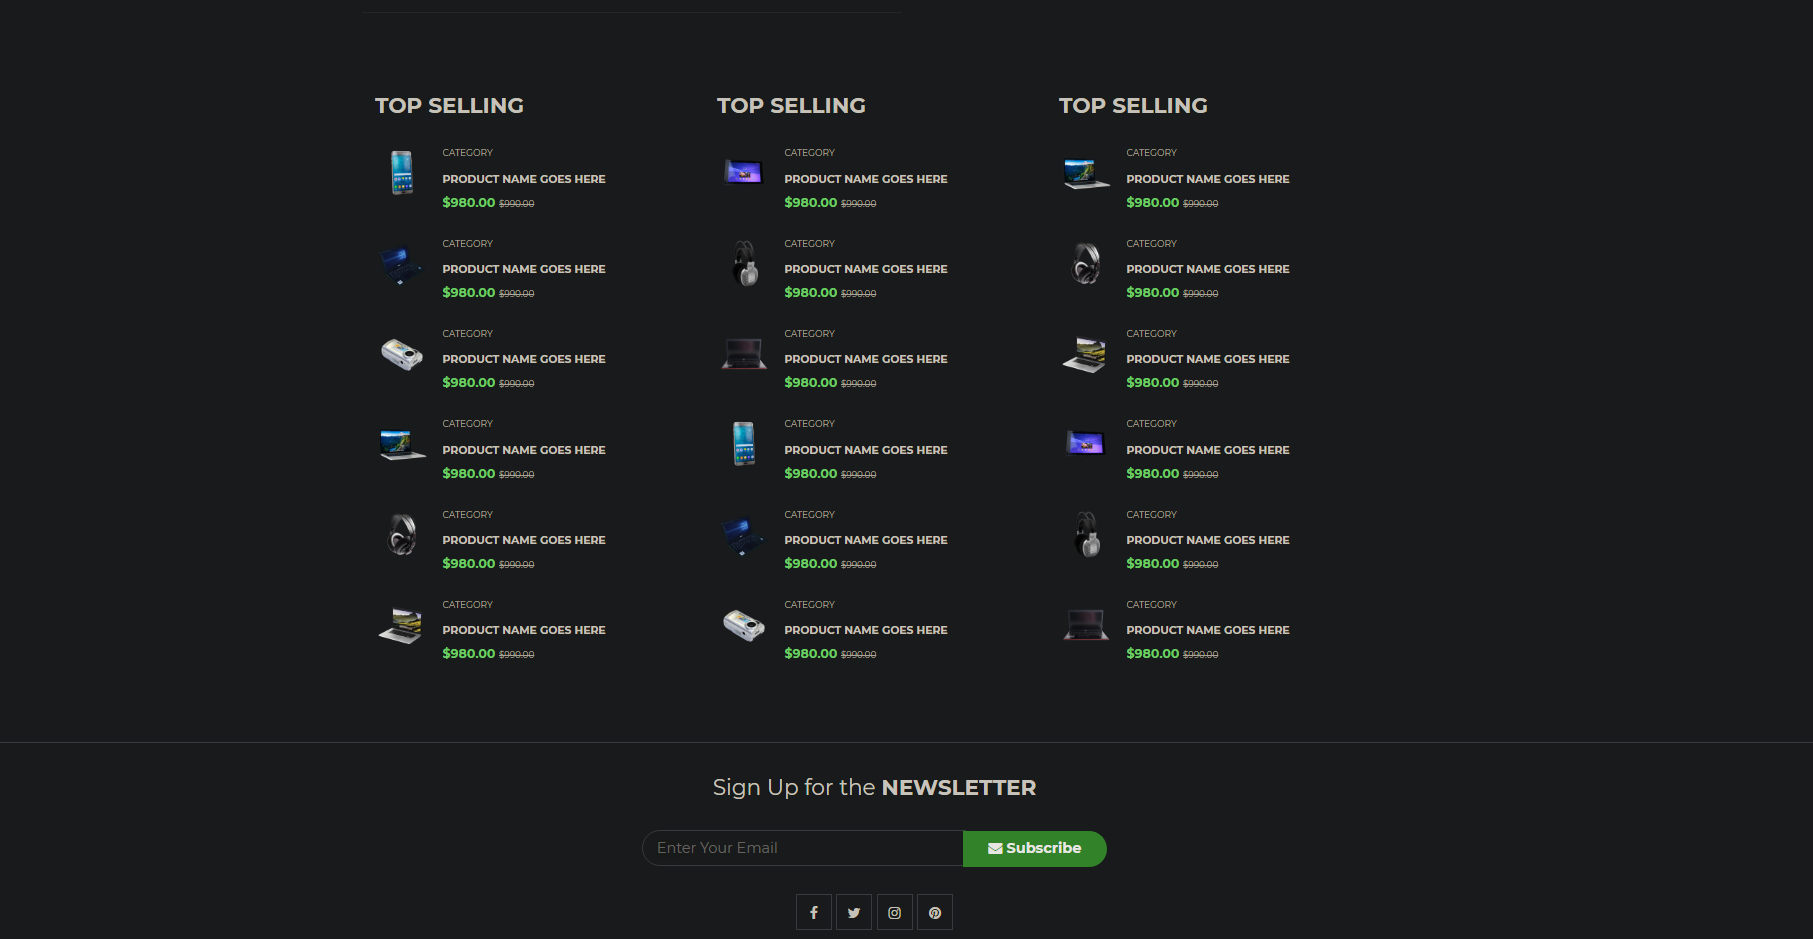 TOP SELLING
CATEGORY
PRODUCT NAME GOES HERE
$980.00 $990.00
CATEGORY
PRODUCT NAME GOES HERE
$980.00 $990.00
CATEGORY
PRODUCT NAME GOES HERE
$980.00 $990.00
CATEGORY
PRODUCT NAME GOES HERE
$980.00 $990.00
CATEGORY
PRODUCT NAME GOES HERE
$980.00 $990.00
CATEGORY
PRODUCT NAME GOES HERE
$980.00 $990.00
TOP SELLING
CATEGORY
PRODUCT NAME GOES HERE
$980.00 $990.00
CATEGORY
PRODUCT NAME GOES HERE
$980.00 $990.00
CATEGORY
PRODUCT NAME GOES HERE
$980.00 $990.00
CATEGORY
PRODUCT NAME GOES HERE
$980.00 $990.00
CATEGORY
PRODUCT NAME GOES HERE
$980.00 $990.00
CATEGORY
PRODUCT NAME GOES HERE
$980.00 $990.00
TOP SELLING
CATEGORY
PRODUCT NAME GOES HERE
$980.00 $990.00
CATEGORY
PRODUCT NAME GOES HERE
$980.00 $990.00
CATEGORY
PRODUCT NAME GOES HERE
$980.00 $990.00
CATEGORY
PRODUCT NAME GOES HERE
$980.00 $990.00
CATEGORY
PRODUCT NAME GOES HERE
$980.00 $990.00
CATEGORY
PRODUCT NAME GOES HERE
$980.00 $990.00
Sign Up for the NEWSLETTER
Enter Your Email
Subscribe